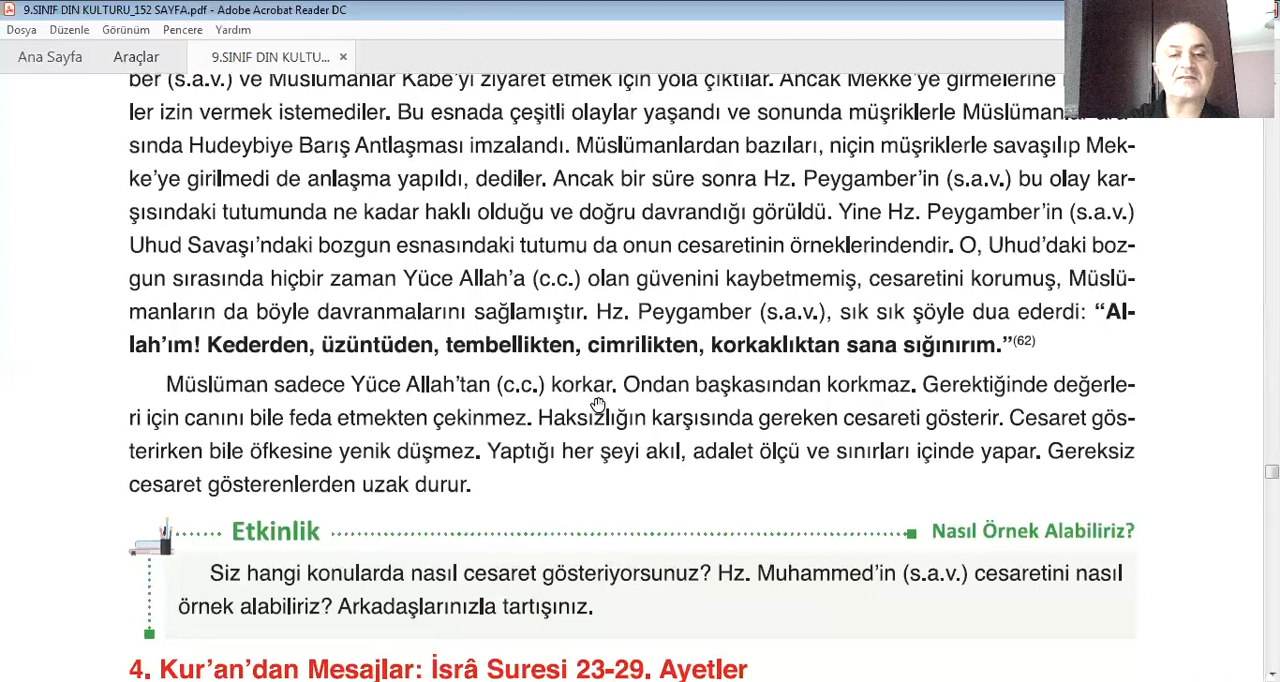 9.SINIF DIN KULTURU_152 SAYFA.pdf - Adobe Acrobat Reader DC
Dosya Düzenle Görünüm Pencere Yardım
Ana Sayfa Araçlar 9.SINIF DIN KULTU... ×
ber (s.a.v.) ve Müslümanlar Kâbe'yi ziyaret etmek için yola çıktılar. Ancak Mekke'ye girmelerine
ler izin vermek istemediler. Bu esnada çeşitli olaylar yaşandı ve sonunda müşriklerle Müslümanlar
sında Hudeybiye Barış Antlaşması imzalandı. Müslümanlardan bazıları, niçin müşriklerle savaşılıp Mek-
ke'ye girilmedi de anlaşma yapıldı, dediler. Ancak bir süre sonra Hz. Peygamber'in (s.a.v.) bu olay kar-
şısındaki tutumunda ne kadar haklı olduğu ve doğru davrandığı görüldü. Yine Hz. Peygamber'in (s.a.v.)
Uhud Savaşı'ndaki bozgun esnasındaki tutumu da onun cesaretinin örneklerindendir. O, Uhud'daki boz-
gun sırasında hiçbir zaman Yüce Allah'a (c.c.) olan güvenini kaybetmemiş, cesaretini korumuş, Müslü-
manların da böyle davranmalarını sağlamıştır. Hz. Peygamber (s.a.v.), sık sık şöyle dua ederdi: “Al-
lah'ım! Kederden, üzüntüden, tembellikten, cimrilikten, korkaklıktan sana sığınırım.”(62)
Müslüman sadece Yüce Allah'tan (c.c.) korkar. Ondan başkasından korkmaz. Gerektiğinde değerle-
ri için canını bile feda etmekten çekinmez. Haksızlığın karşısında gereken cesareti gösterir. Cesaret gös-
terirken bile öfkesine yenik düşmez. Yaptığı her şeyi akıl, adalet ölçü ve sınırları içinde yapar. Gereksiz
cesaret gösterenlerden uzak durur.
Etkinlik Nasıl Örnek Alabiliriz?
Siz hangi konularda nasıl cesaret gösteriyorsunuz? Hz. Muhammed'in (s.a.v.) cesaretini nasıl
örnek alabiliriz? Arkadaşlarınızla tartışınız.
4. Kur'an'dan Mesajlar: İsrâ Suresi 23-29. Ayetler